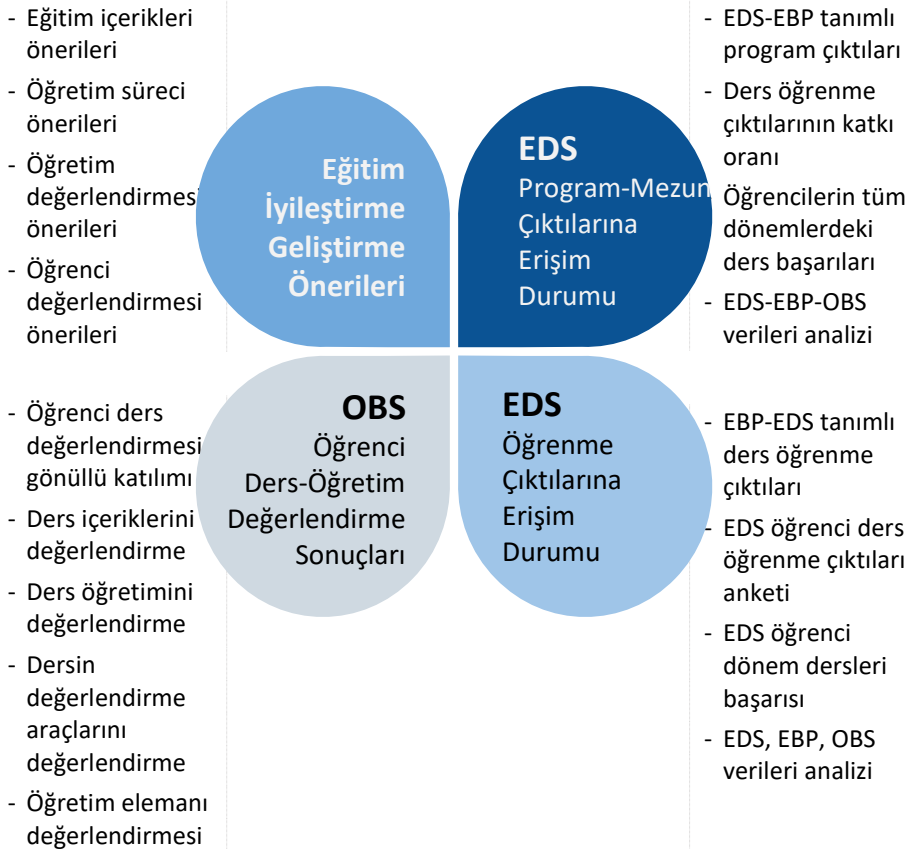 - Eğitim içerikleri
önerileri
- Öğretim süreci
önerileri
- Öğretim
değerlendirmesi
önerileri
- Öğrenci
değerlendirmesi
önerileri
Eğitim
İyileştirme
Geliştirme
Önerileri
EDS
Program-Mezun
Çıktılarına
Erişim
Durumu
- EDS-EBP tanımlı
program çıktıları
- Ders öğrenme
çıktılarının katkı
oranı
Öğrencilerin tüm
dönemlerdeki
ders başarıları
- EDS-EBP-OBS
verileri analizi
- Öğrenci ders
değerlendirmesi
gönüllü katılımı
- Ders içeriklerini
değerlendirme
- Ders öğretimini
değerlendirme
- Dersin
değerlendirme
araçlarını
değerlendirme
- Öğretim elemanı
değerlendirmesi
OBS
Öğrenci
Ders-Öğretim
Değerlendirme
Sonuçları
EDS
Öğrenme
Çıktılarına
Erişim
Durumu
- EBP-EDS tanımlı
ders öğrenme
çıktıları
- EDS öğrenci ders
öğrenme çıktıları
anketi
- EDS öğrenci
dönem dersleri
başarısı
- EDS, EBP, OBS
verileri analizi